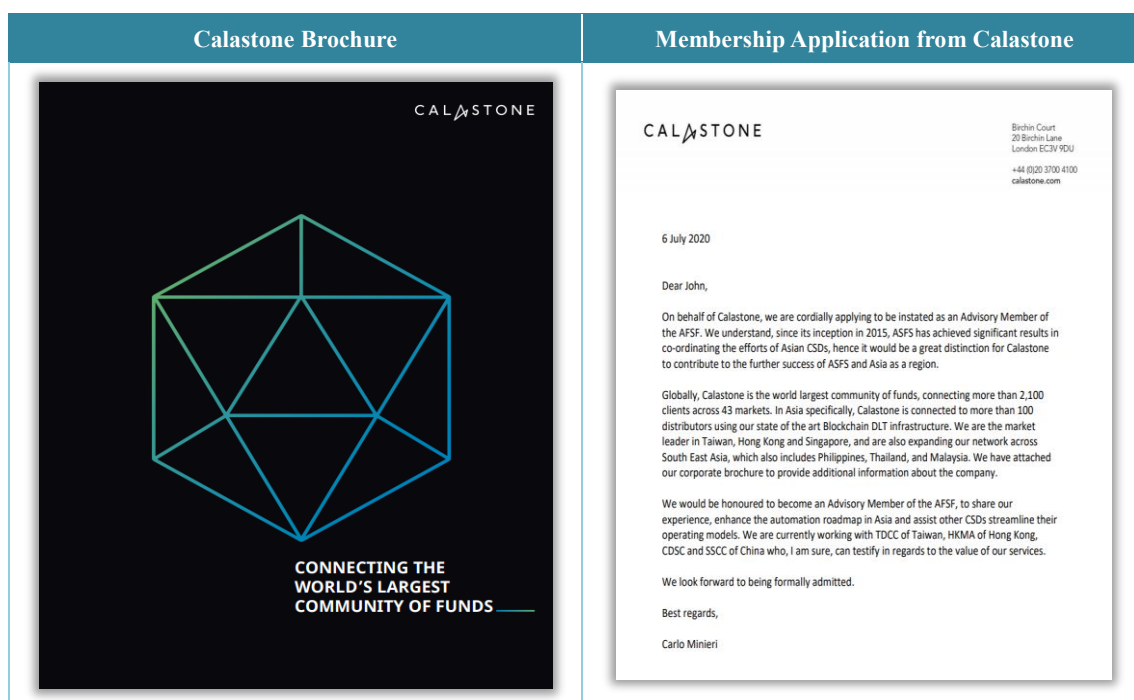 Calastone Brochure
Membership Application from Calastone
CALASTONE
CONNECTING THE
WORLD'S LARGEST
COMMUNITY OF FUNDS
CALASTONE
Birchin Court
20 Birchin Lane
London EC3V 9DU
+44 (0)20 3700 4100
calastone.com
6 July 2020
Dear John,
On behalf of Calastone, we are cordially applying to be instated as an Advisory Member of
the AFSF. We understand, since its inception in 2015, ASFS has achieved significant results in
co-ordinating the efforts of Asian CSDs, hence it would be a great distinction for Calastone
to contribute to the further success of ASFS and Asia as a region.
Globally, Calastone is the world largest community of funds, connecting more than 2,100
clients across 43 markets. In Asia specifically, Calastone is connected to more than 100
distributors using our state of the art Blockchain DLT infrastructure. We are the market
leader in Taiwan, Hong Kong and Singapore, and are also expanding our network across
South East Asia, which also includes Philippines, Thailand, and Malaysia. We have attached
our corporate brochure to provide additional information about the company.
We would be honoured to become an Advisory Member of the AFSF, to share our
experience, enhance the automation roadmap in Asia and assist other CSDs streamline their
operating models. We are currently working with TDCC of Taiwan, HKMA of Hong Kong,
CDSC and SSCC of China who, I am sure, can testify in regards to the value of our services.
We look forward to being formally admitted.
Best regards,
Carlo Minieri